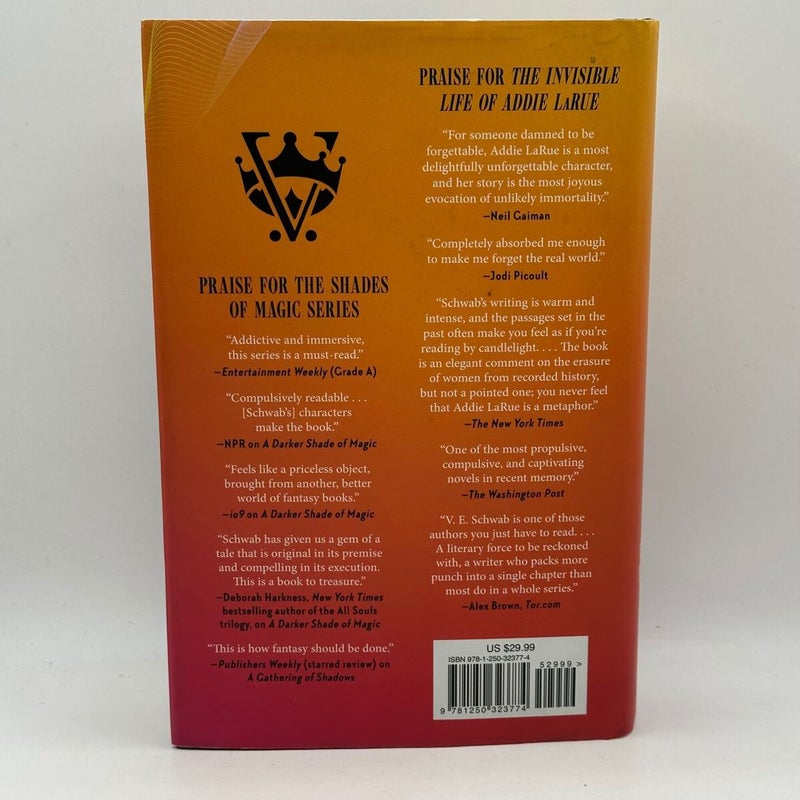 PRAISE FOR THE SHADES
OF MAGIC SERIES
“Addictive and immersive,
this series is a must-read.”
—Entertainment Weekly (Grade A)
“Compulsively readable . . .
[Schwab’s] characters
make the book.”
—NPR on A Darker Shade of Magic
“Feels like a priceless object,
brought from another, better
world of fantasy books.”
—io9 on A Darker Shade of Magic
“Schwab has given us a gem of a
tale that is original in its premise
and compelling in its execution.
This is a book to treasure.”
—Deborah Harkness, New York Times
bestselling author of the All Souls
trilogy, on A Darker Shade of Magic
“This is how fantasy should be done.”
—Publishers Weekly (starred review) on
A Gathering of Shadows
PRAISE FOR THE INVISIBLE
LIFE OF ADDIE LaRUE
“For someone damned to be
forgettable, Addie LaRue is a most
delightfully unforgettable character,
and her story is the most joyous
evocation of unlikely immortality.”
—Neil Gaiman
“Completely absorbed me enough
to make me forget the real world.”
—Jodi Picoult
“Schwab’s writing is warm and
intense, and the passages set in the
past often make you feel as if you’re
reading by candlelight. . . . The book
is an elegant comment on the erasure
of women from recorded history,
but not a pointed one; you never feel
that Addie LaRue is a metaphor.”
—The New York Times
“One of the most propulsive,
compulsive, and captivating
novels in recent memory.”
—The Washington Post
“V. E. Schwab is one of those
authors you just have to read. . . .
A literary force to be reckoned
with, a writer who packs more
punch into a single chapter than
most do in a whole series.”
—Alex Brown, Tor.com
US $29.99
ISBN 978-1-250-32377-4
52999 >
9 781250 323774